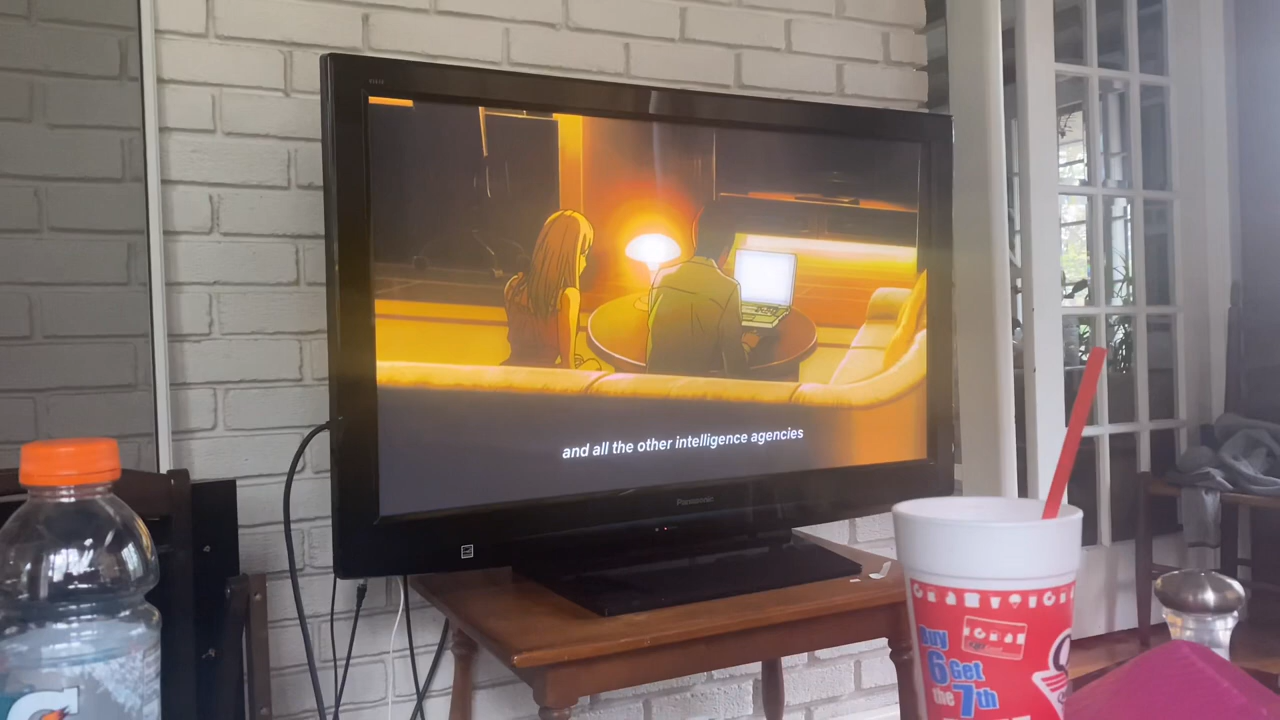 and all the other intelligence agencies
Panasonic
Buy
6 Get
the 7th
G